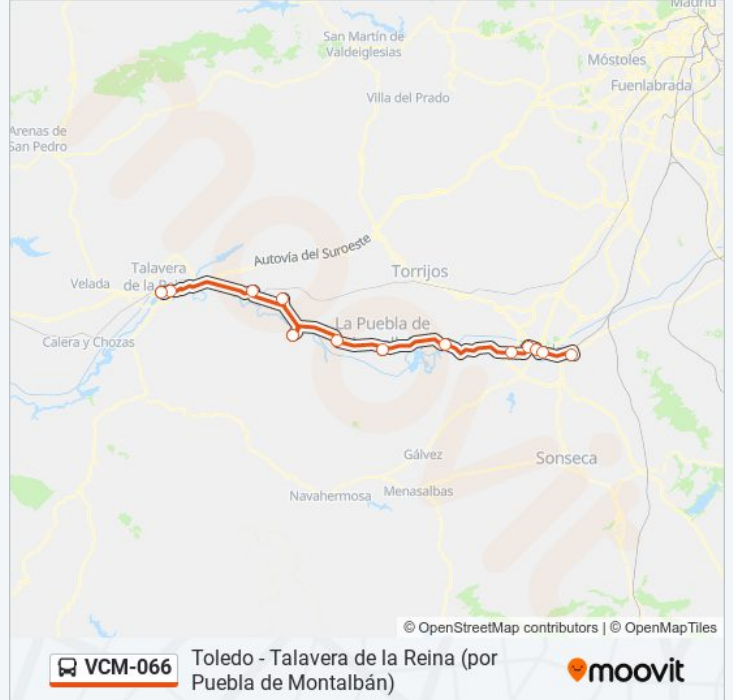 Madrid
San Martín de
Valdeiglesias
Móstoles
Fuenlabrada
Villa del Prado
Arenas de
San Pedro
Autovía del Suroeste
Talavera
de la
Velada
Torrijos
La Puebla de
Calera y Chozas
Gálvez
Sonseca
Navahermosa
Menasalbas
moovit
© OpenStreetMap contributors | © OpenMapTiles
VCM-066
Toledo - Talavera de la Reina (por
Puebla de Montalbán)
moovit